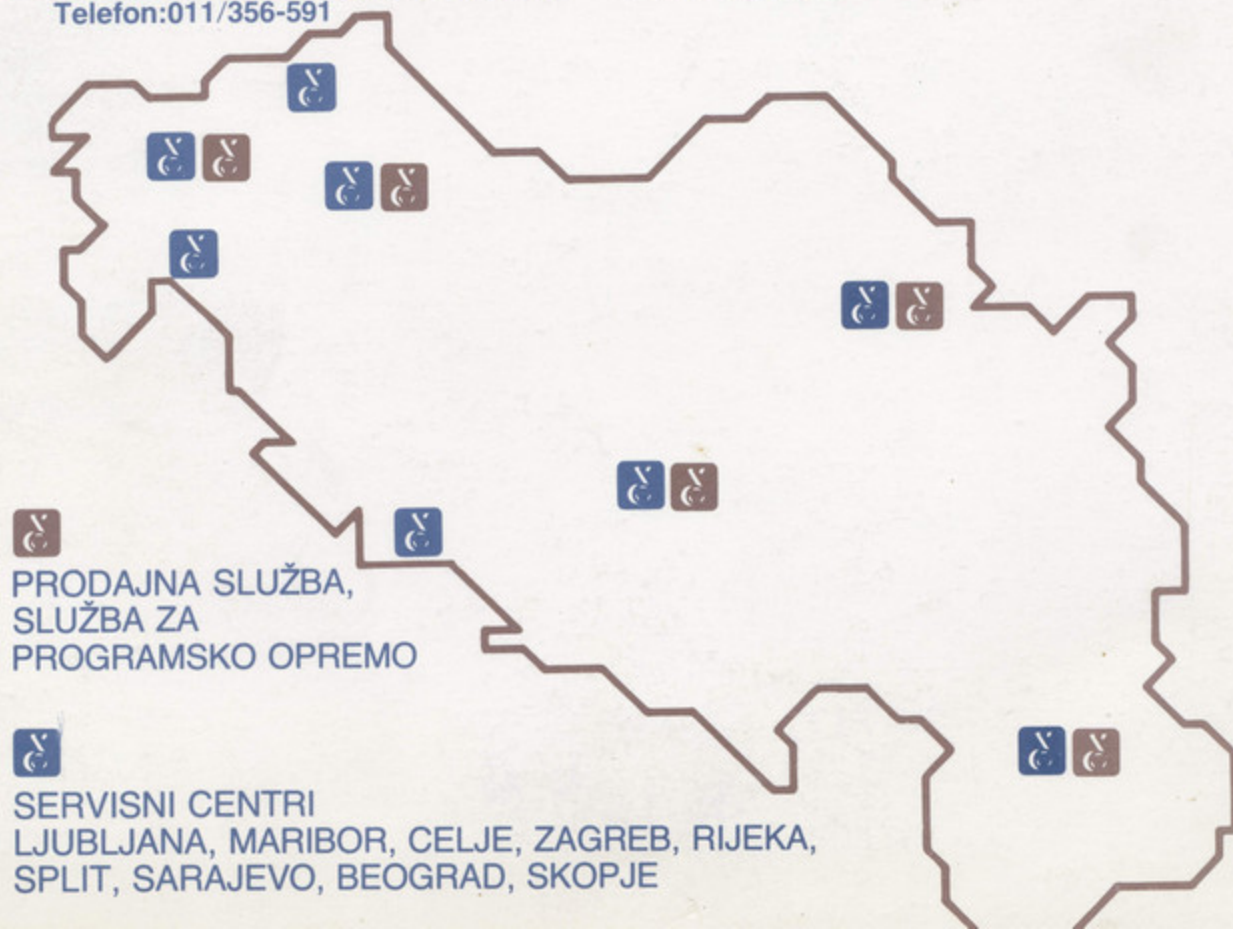 Telefon:011/356-591
PRODAJNA SLUŽBA,
SLUŽBA ZA
PROGRAMSKO OPREMO
SERVISNI CENTRI
LJUBLJANA, MARIBOR, CELJE, ZAGREB, RIJEKA,
SPLIT, SARAJEVO, BEOGRAD, SKOPJE